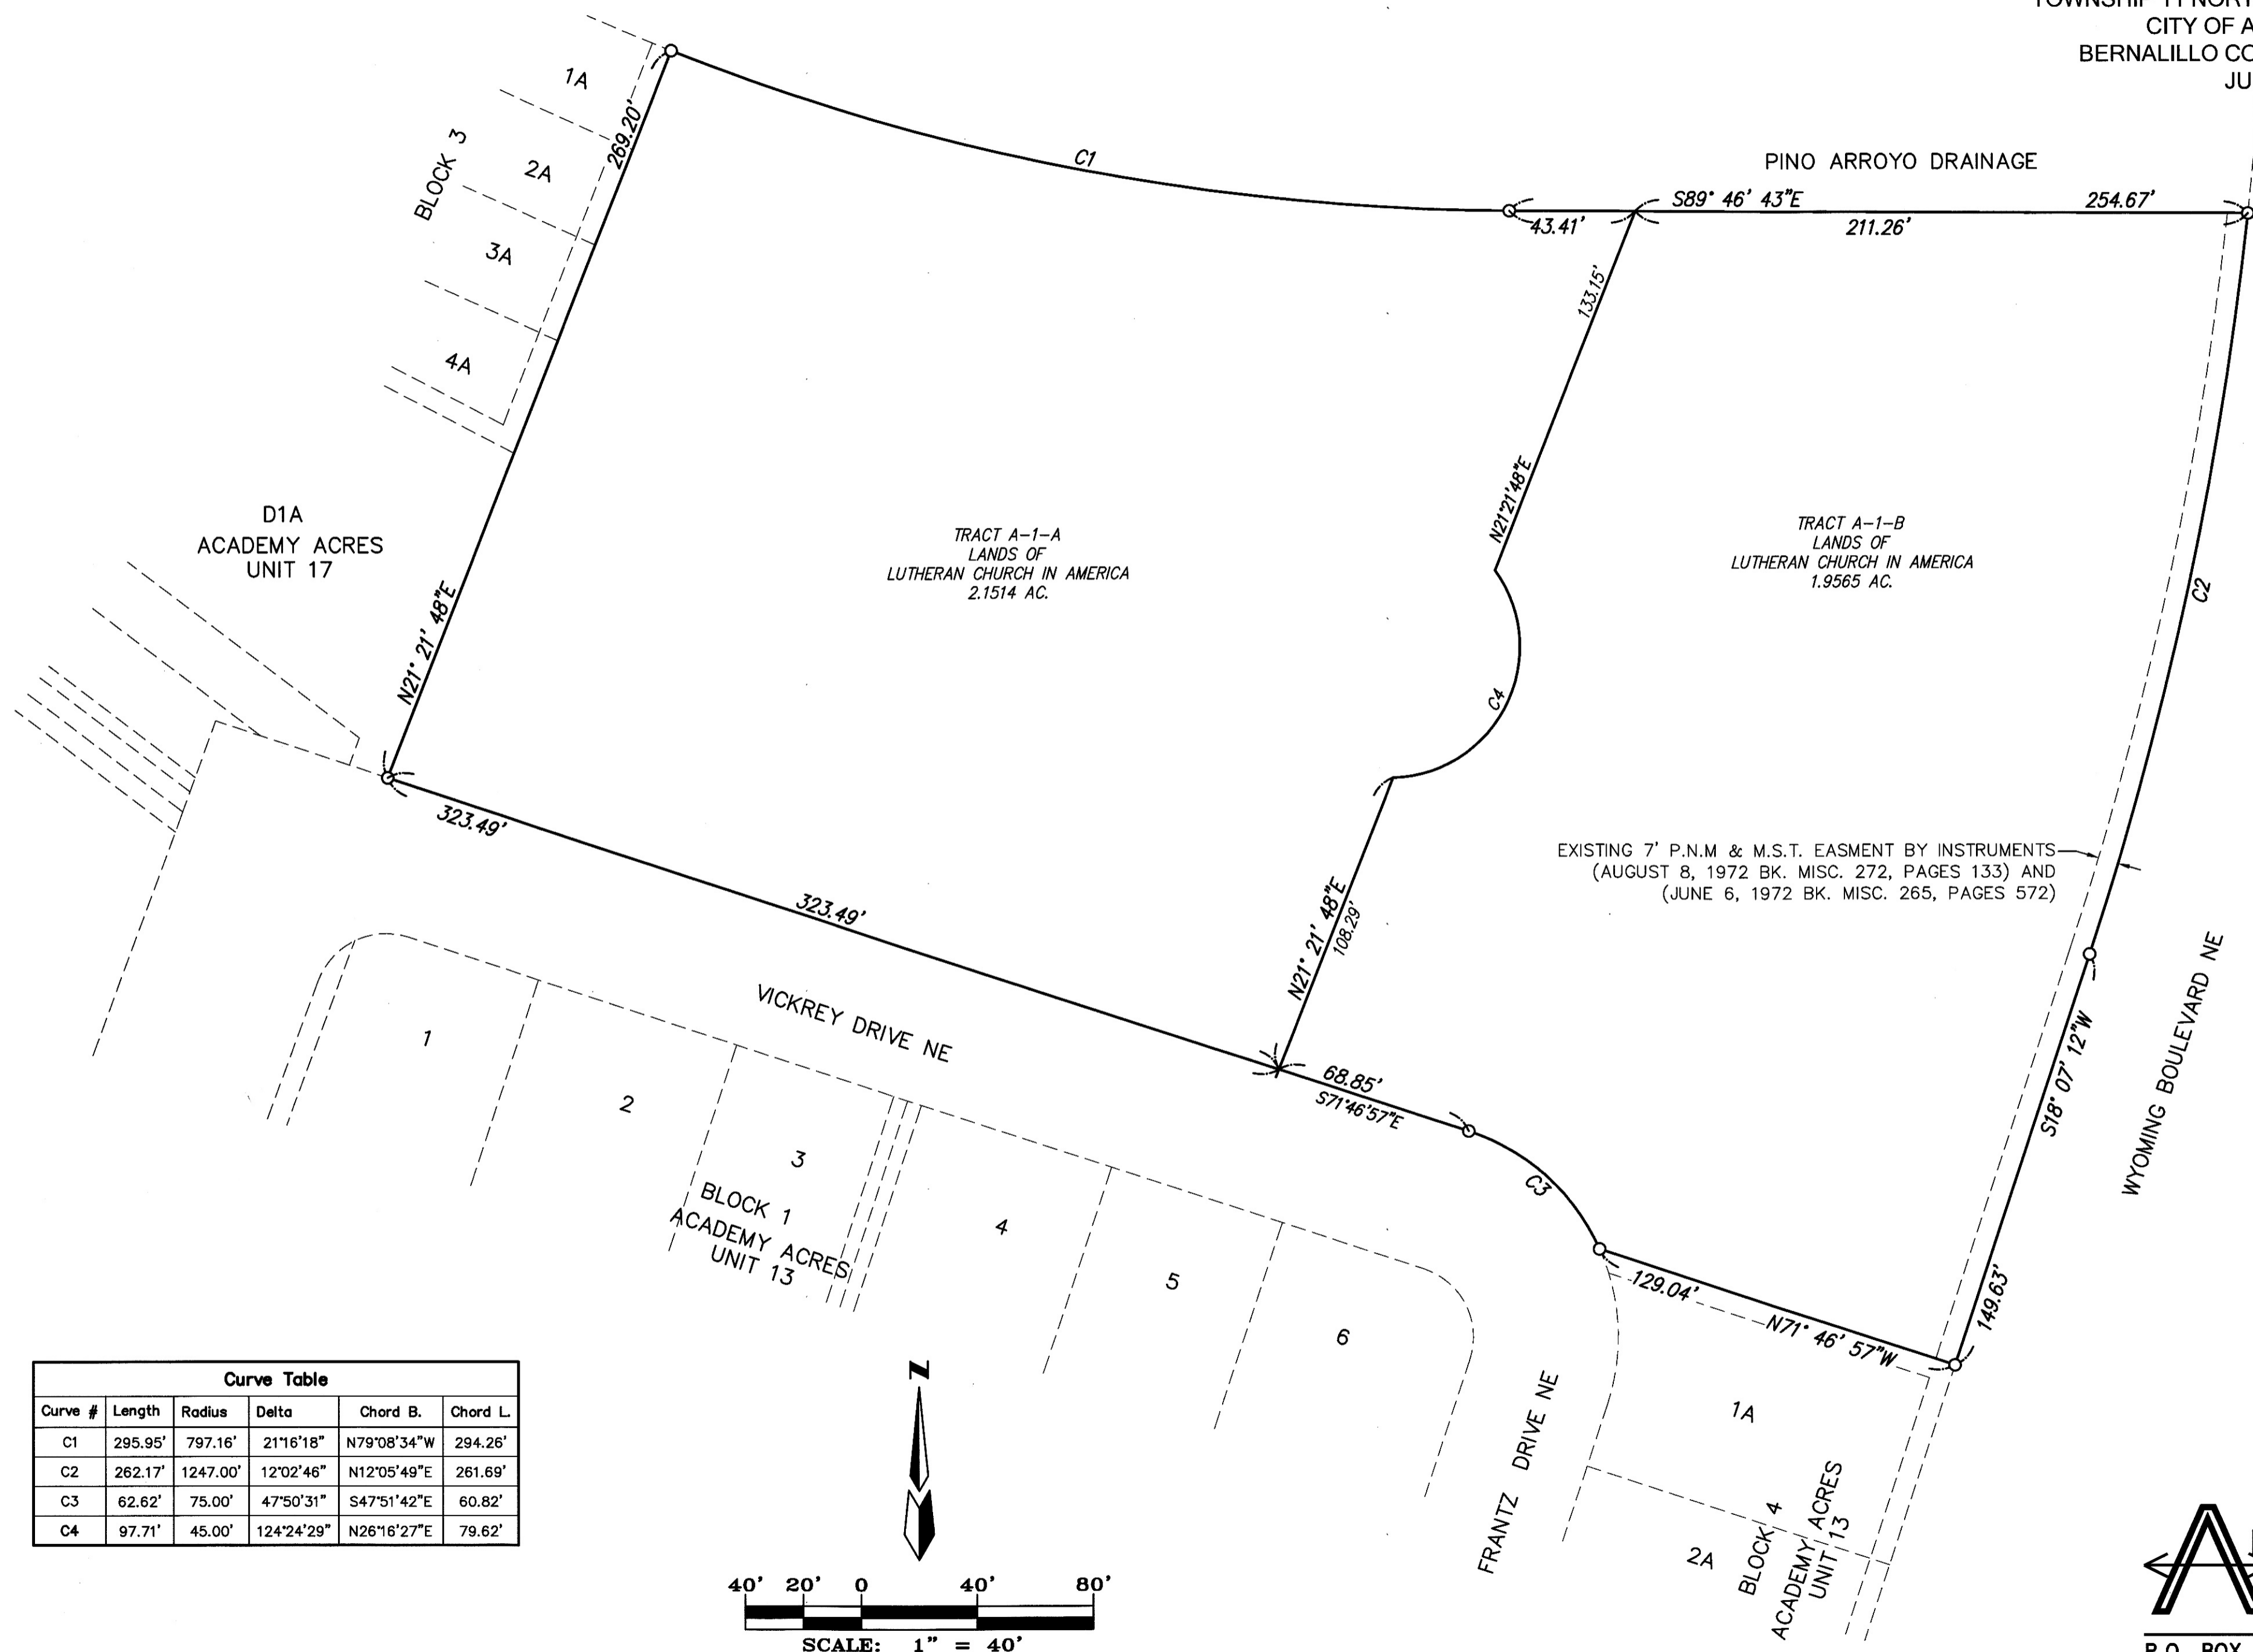 CITY OF A
BERNALILLO CO
JU
1A
2A
3A
4A
BLOCK 3
269.20'
C1
PINO ARROYO DRAINAGE
S89° 46' 43"E
254.67'
43.41'
211.26'
133.15'
N21°21'48"E
D1A
ACADEMY ACRES
UNIT 17
N21° 21' 48"E
TRACT A-1-A
LANDS OF
LUTHERAN CHURCH IN AMERICA
2.1514 AC.
TRACT A-1-B
LANDS OF
LUTHERAN CHURCH IN AMERICA
1.9565 AC.
C2
C4
323.49'
323.49'
EXISTING 7' P.N.M & M.S.T. EASMENT BY INSTRUMENTS
(AUGUST 8, 1972 BK. MISC. 272, PAGES 133) AND
(JUNE 6, 1972 BK. MISC. 265, PAGES 572)
N21° 21' 48"E
108.29'
WYOMING BOULEVARD NE
S18° 07' 12"W
149.63'
VICKREY DRIVE NE
68.85'
S71°46'57"E
C3
129.04'
N71° 46' 57"W
1
2
3
BLOCK 1
ACADEMY ACRES
UNIT 13
4
5
6
FRANTZ DRIVE NE
1A
2A
BLOCK 4
ACADEMY ACRES
UNIT 13
Curve Table
Curve # Length Radius Delta Chord B. Chord L.
C1 295.95' 797.16' 21°16'18" N79°08'34"W 294.26'
C2 262.17' 1247.00' 12°02'46" N12°05'49"E 261.69'
C3 62.62' 75.00' 47°50'31" S47°51'42"E 60.82'
C4 97.71' 45.00' 124°24'29" N26°16'27"E 79.62'
N
40' 20' 0 40' 80'
SCALE: 1" = 40'
A
P.O. BOX